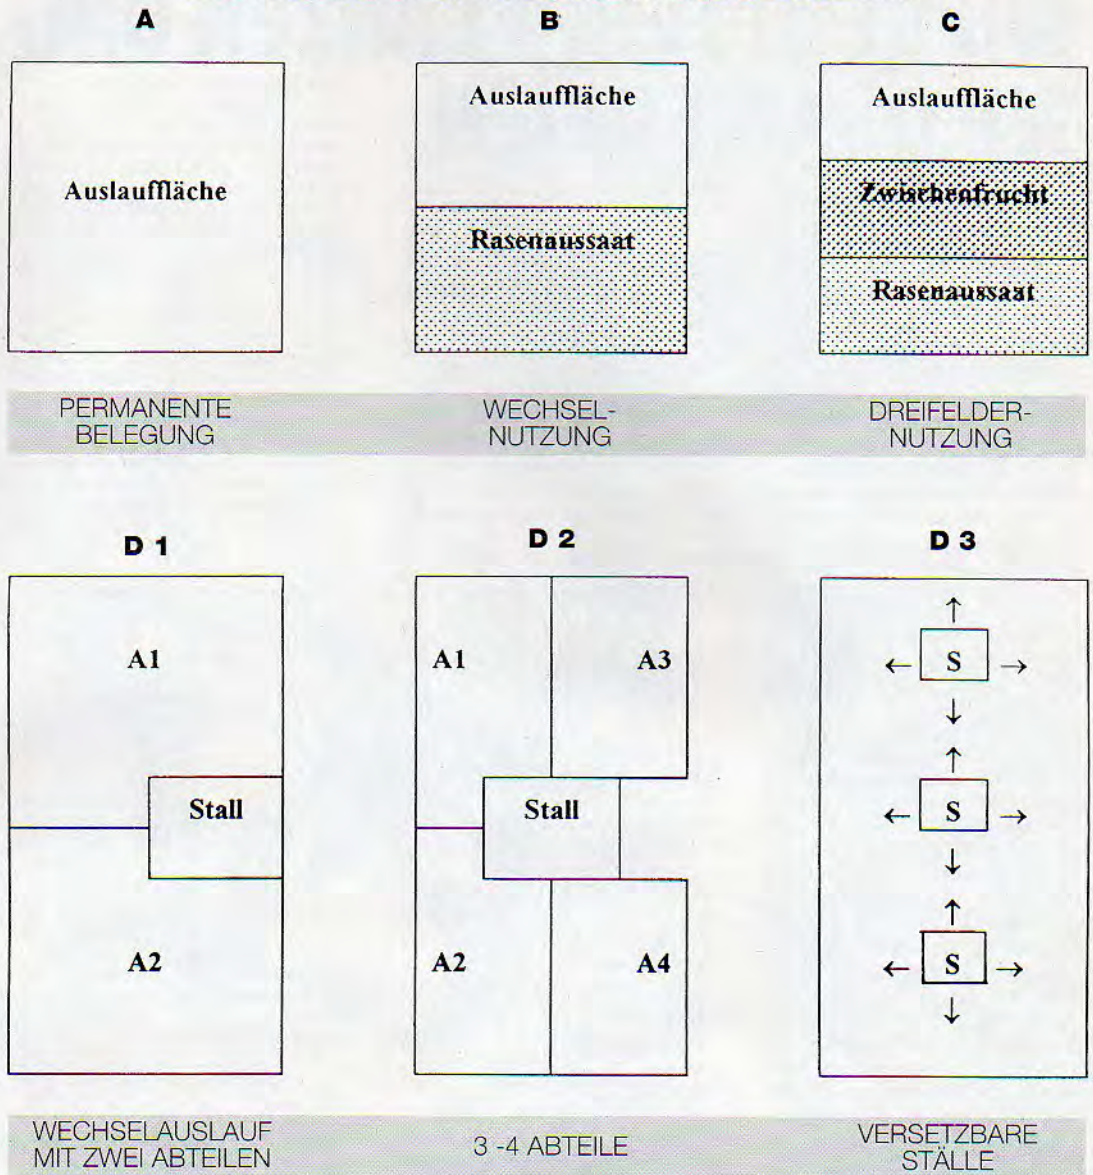 A B C
Auslauffläche
Auslauffläche
Rasenaussaat
Auslauffläche
Zwischenfrucht
Rasenaussaat
PERMANENTE
BELEGUNG
WECHSEL-
NUTZUNG
DREIFELDER-
NUTZUNG
D 1 D 2 D 3
A1
Stall
A2
A1 A3
Stall
A2 A4
↑
← S →
↓
↑
← S →
↓
↑
← S →
↓
WECHSELAUSLAUF
MIT ZWEI ABTEILEN
3 -4 ABTEILE
VERSETZBARE
STÄLLE